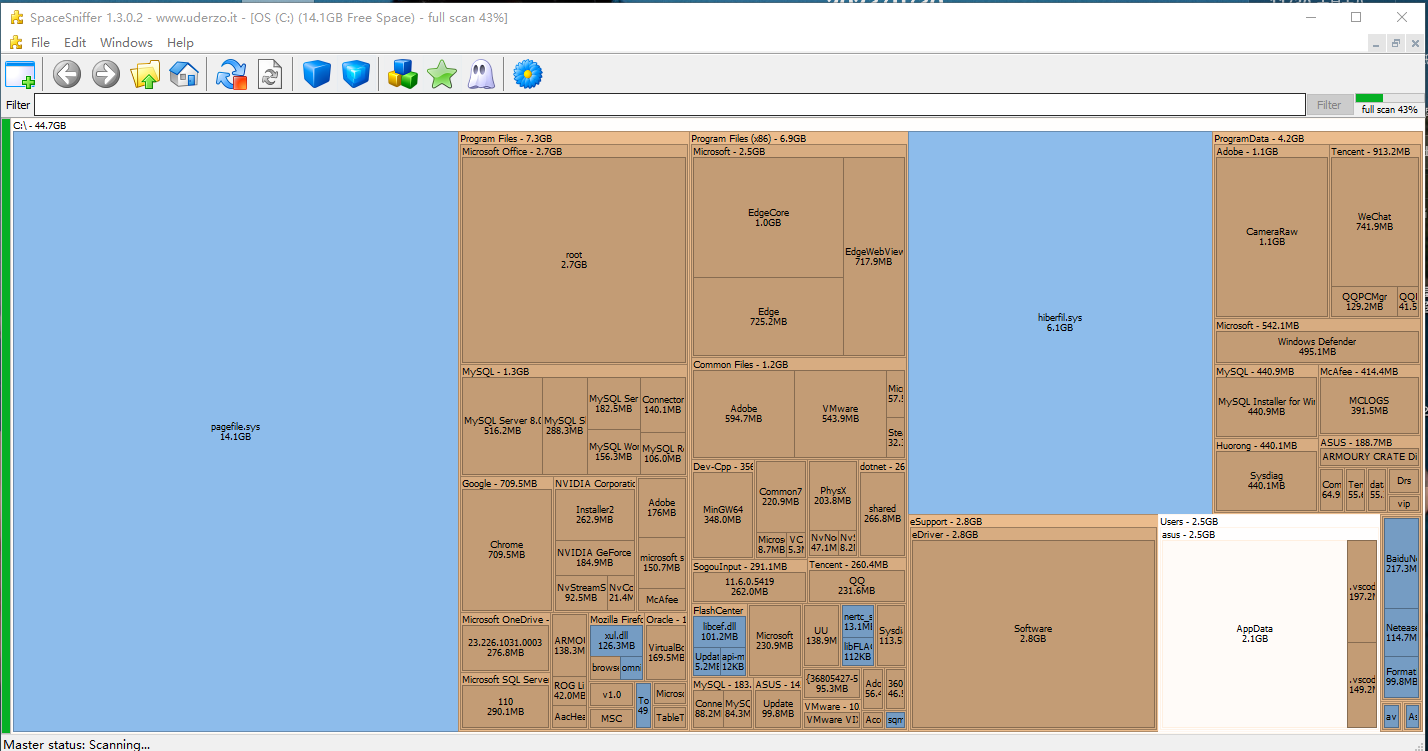 SpaceSniffer 1.3.0.2 - www.uderzo.it - [OS (C:) (14.1GB Free Space) - full scan 43%]
File Edit Windows Help
Filter
Filter
full scan 43%
C:\ - 44.7GB
pagefile.sys
14.1GB
Program Files - 7.3GB
Microsoft Office - 2.7GB
root
2.7GB
MySQL - 1.3GB
MySQL Server 8.0
516.2MB
MySQL S
288.3MB
MySQL Ser
182.5MB
MySQL Wor
156.3MB
Connector
140.1MB
MySQL R
106.0MB
Google - 709.5MB
Chrome
709.5MB
NVIDIA Corporatio
Installer2
262.9MB
NVIDIA GeForce
184.9MB
NvStreamS
92.5MB
NvCo
21.4M
Adobe
176MB
microsoft s
150.7MB
McAfee
Microsoft OneDrive -
23.226.1031.0003
276.8MB
Microsoft SQL Server
110
290.1MB
ARMOU
138.3M
ROG Li
42.0MB
AacHea
Mozilla Firefo
xul.dll
126.3MB
browse
omni
Oracle - 1
VirtualBo
169.5MB
v1.0
MSC
To
49
Microso
TableT
Program Files (x86) - 6.9GB
Microsoft - 2.5GB
EdgeCore
1.0GB
EdgeWebView
717.9MB
Edge
725.2MB
Common Files - 1.2GB
Adobe
594.7MB
VMware
543.9MB
Mic
57.5
Stea
32.
Dev-Cpp - 356
MinGW64
348.0MB
Common7
220.9MB
Micros
8.7MB
VC
5.3M
PhysX
203.8MB
NvNo
47.1M
NvS
8.2M
dotnet - 26
shared
266.8MB
SogouInput - 291.1MB
11.6.0.5419
262.0MB
Tencent - 260.4MB
QQ
231.6MB
FlashCenter
libcef.dll
101.2MB
Updat
5.2MB
api-m
12KB
Microsoft
230.9MB
UU
138.9M
nertc_s
13.1MB
libFLAC
112KB
Sysdia
113.5
MySQL - 183.
Conne
88.2M
MySC
84.3M
ASUS - 14
Update
99.8MB
{36805427-5
95.3MB
Adc
56.4
360
46.5
VMware - 10
VMware VIX
Aco
sqm
hiberfil.sys
6.1GB
eSupport - 2.8GB
eDriver - 2.8GB
Software
2.8GB
Users - 2.5GB
asus - 2.5GB
AppData
2.1GB
.vscod
197.2M
.vscod
149.2M
ProgramData - 4.2GB
Adobe - 1.1GB
CameraRaw
1.1GB
Tencent - 913.2MB
WeChat
741.9MB
QQPCMgr
129.2MB
QQI
41.5
Microsoft - 542.1MB
Windows Defender
495.1MB
MySQL - 440.9MB
MySQL Installer for Win
440.9MB
McAfee - 414.4MB
MCLOGS
391.5MB
Huorong - 440.1MB
Sysdiag
440.1MB
ASUS - 188.7MB
ARMOURY CRATE Di
Com
64.9
Ten
55.6
data
55.
Drs
vip
BaiduNe
217.3M
Netease
114.7M
Format
99.8MB
av
As
Master status: Scanning...